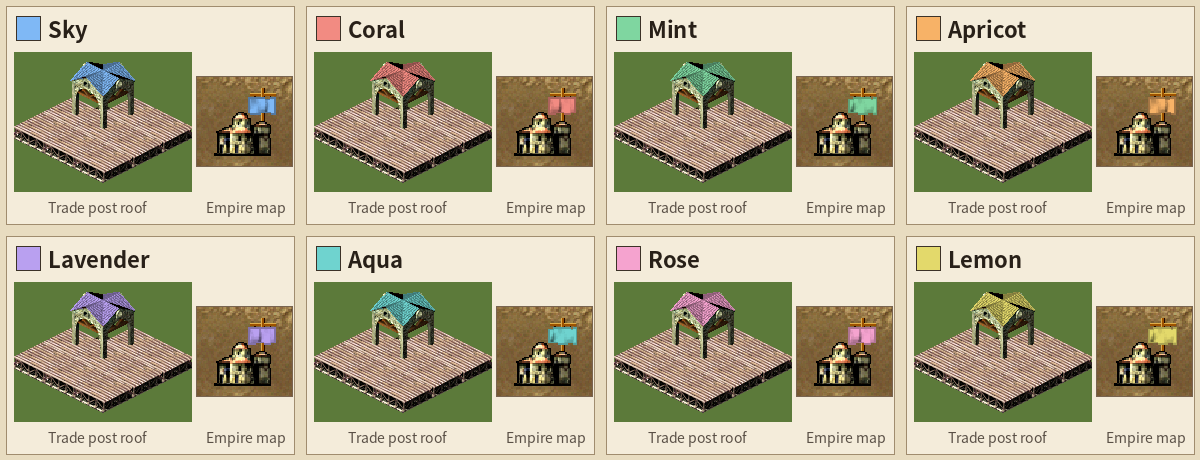 Sky
Trade post roof Empire map
Coral
Trade post roof Empire map
Mint
Trade post roof Empire map
Apricot
Trade post roof Empire map
Lavender
Trade post roof Empire map
Aqua
Trade post roof Empire map
Rose
Trade post roof Empire map
Lemon
Trade post roof Empire map